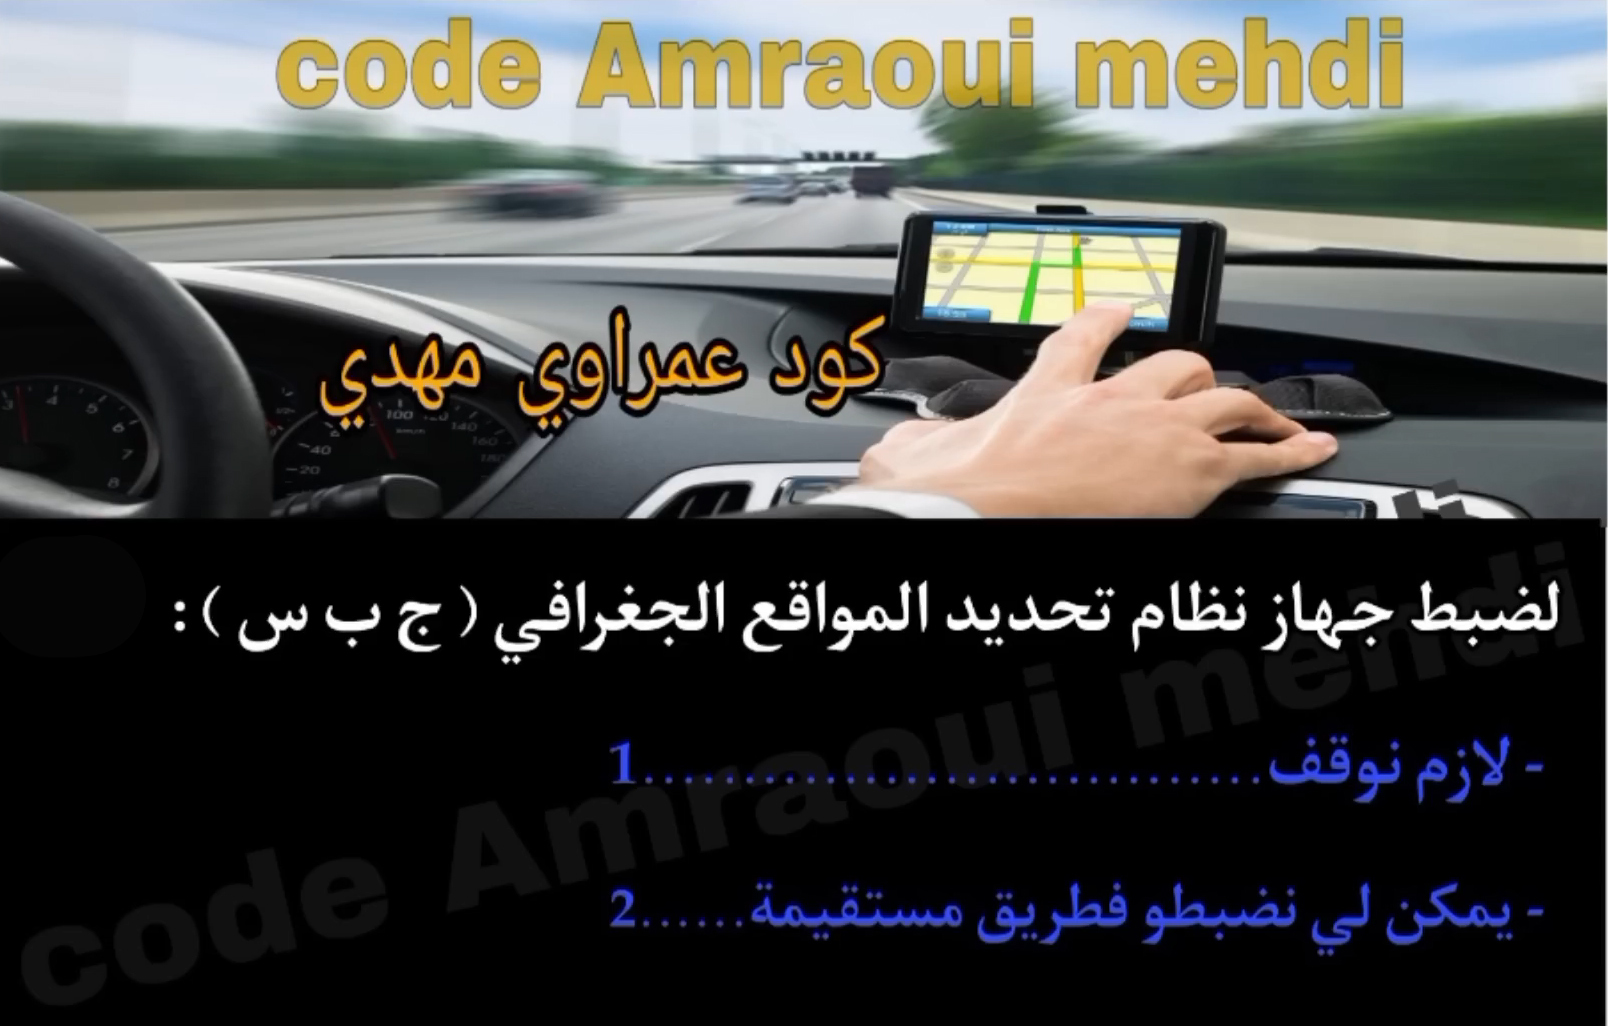 code Amraoui mehdi
كود عمراوي مهدي
لضبط جهاز نظام تحديد المواقع الجغرافي ( ج ب س ) :
- لازم نوقف...............................1
- يمكن لي نضبطو فطريق مستقيمة......2
code Amraoui mehdi